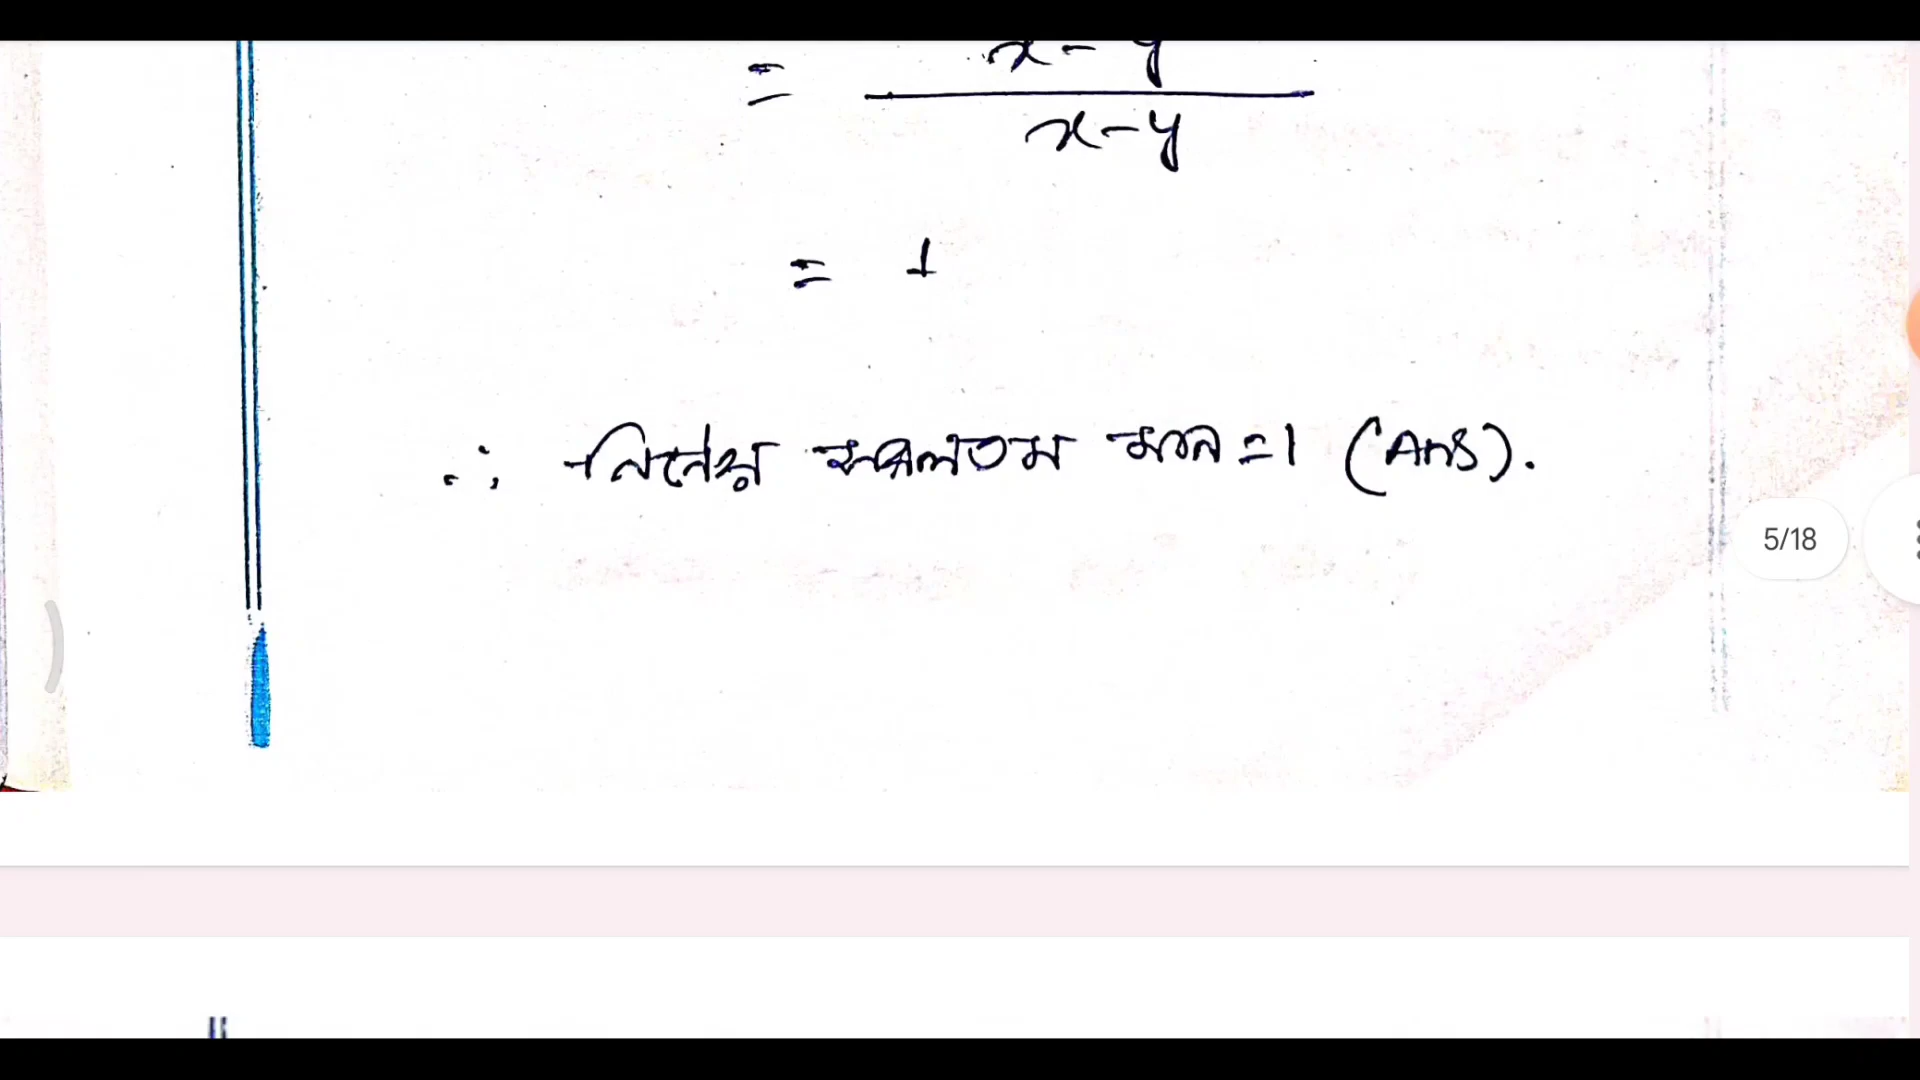 x - y
= ―――
x - y
= 1
∴ নির্নেয় সরলতম মান = 1 (Ans).
5/18